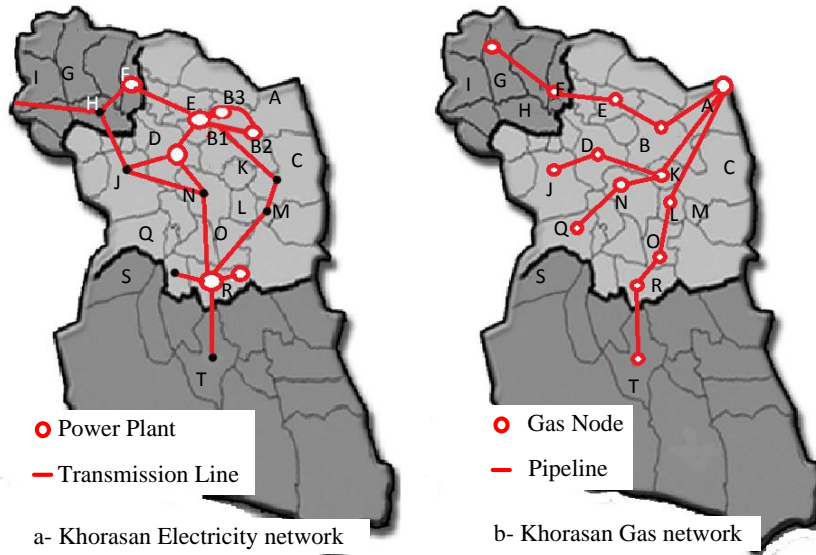 I G F
H
E B3 A
D B1 B2
K C
J
N L M
Q O
S R
T
Power Plant
Transmission Line
a- Khorasan Electricity network
I G F A
H E
D B
K C
J N
L M
Q O
S R
T
Gas Node
Pipeline
b- Khorasan Gas network